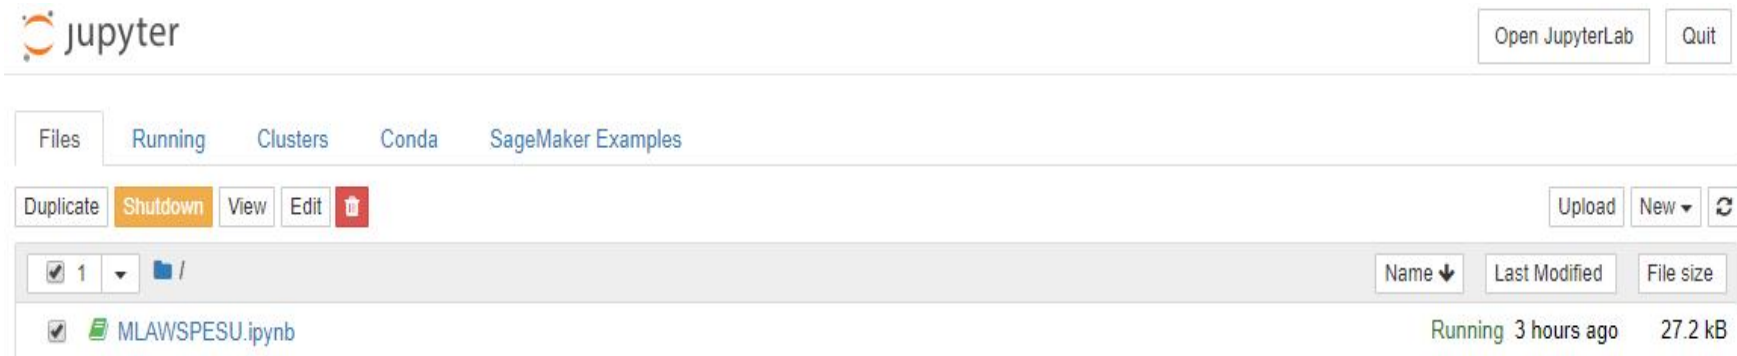 jupyter
Open JupyterLab Quit
Files Running Clusters Conda SageMaker Examples
Duplicate Shutdown View Edit Upload New
1 / Name Last Modified File size
MLAWSPESU.ipynb Running 3 hours ago 27.2 kB